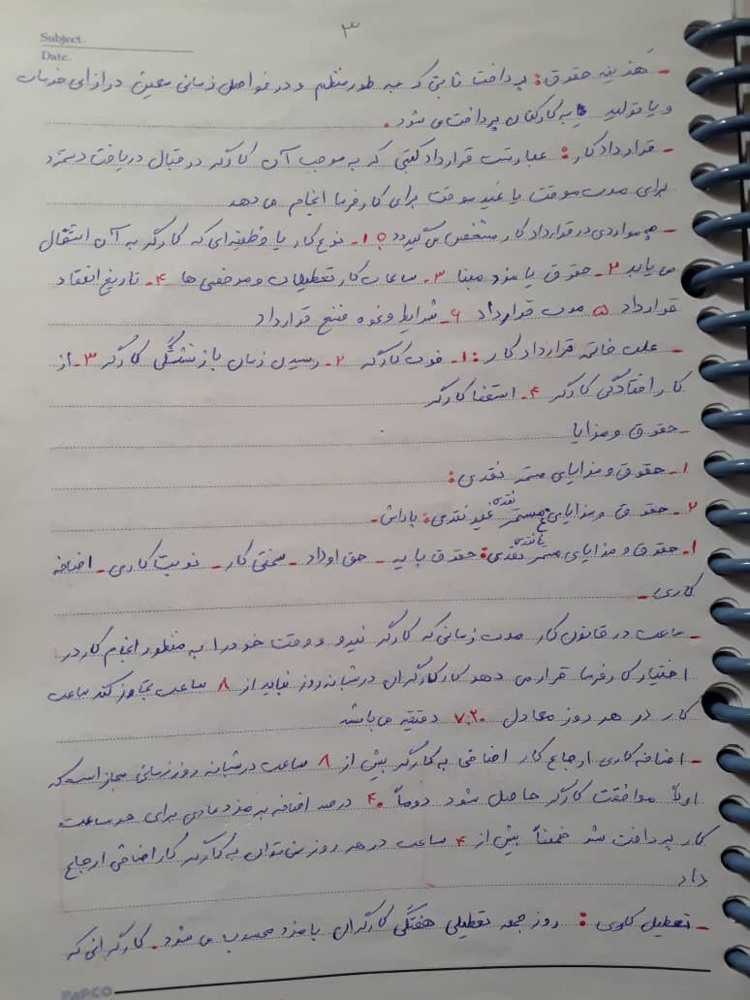 ۳
Subject.
Date.
- هزینه حقوق: پرداخت ثابتی که به طور منظم و در فواصل زمانی معین در ازای خدمات
و یا تولید به کارکنان پرداخت می شود.
- قرارداد کار: عبارتست قرارداد کتبی که به موجب آن کارگر در قبال دریافت دستمزد
برای مدت موقت یا غیر موقت برای کارفرما انجام می دهد
- چه مواردی در قرارداد کار مشخص می گیرد؟ ۱- نوع کار یا وظیفه ای که کارگر به آن اشتغال
می یابد ۲- حقوق یا مزد مبنا ۳- ساعات کار تعطیلات و مرخصی ها ۴- تاریخ انعقاد
قرارداد ۵ مدت قرارداد ۶- شرایط و نحوه فسخ قرارداد
- علت خاتمه قرارداد کار: ۱- فوت کارگر ۲- رسیدن زمان بازنشستگی کارگر ۳- از
کار افتادگی کارگر ۴- استعفا کارگر
- حقوق و مزایا
۱- حقوق و مزایای مستمر نقدی:
۲- حقوق و مزایای غیر مستمر نقدی: پاداش-
۱- حقوق و مزایای مستمر نقدی: حقوق پایه - حق اولاد - سختی کار - نوبت کاری - اضافه
کاری-
- ساعت در قانون کار مدت زمانی که کارگر نیرو و وقت خود را به منظور انجام کار در
اختیار کارفرما قرار می دهد کار کارگران در شبانه روز نباید از ۸ ساعت تجاوز کند ساعت
کار در هر روز معادل ۷:۲۰ دقیقه می باشد
- اضافه کاری ارجاع کار اضافی به کارگر بیش از ۸ ساعت در شبانه روز زمانی مجاز است که
اولاً موافقت کارگر حاصل شود دوماً ۴۰ درصد اضافه بر مزد عادی برای هر ساعت
کار پرداخت شو ضمناً بیش از ۴ ساعت در هر روز نمی توان به کارگر کار اضافی ارجاع
داد
- تعطیل کاری: روز جمعه تعطیلی هفتگی کارگران با مزد محسوب می شود. کارگرانی که
PAPCO